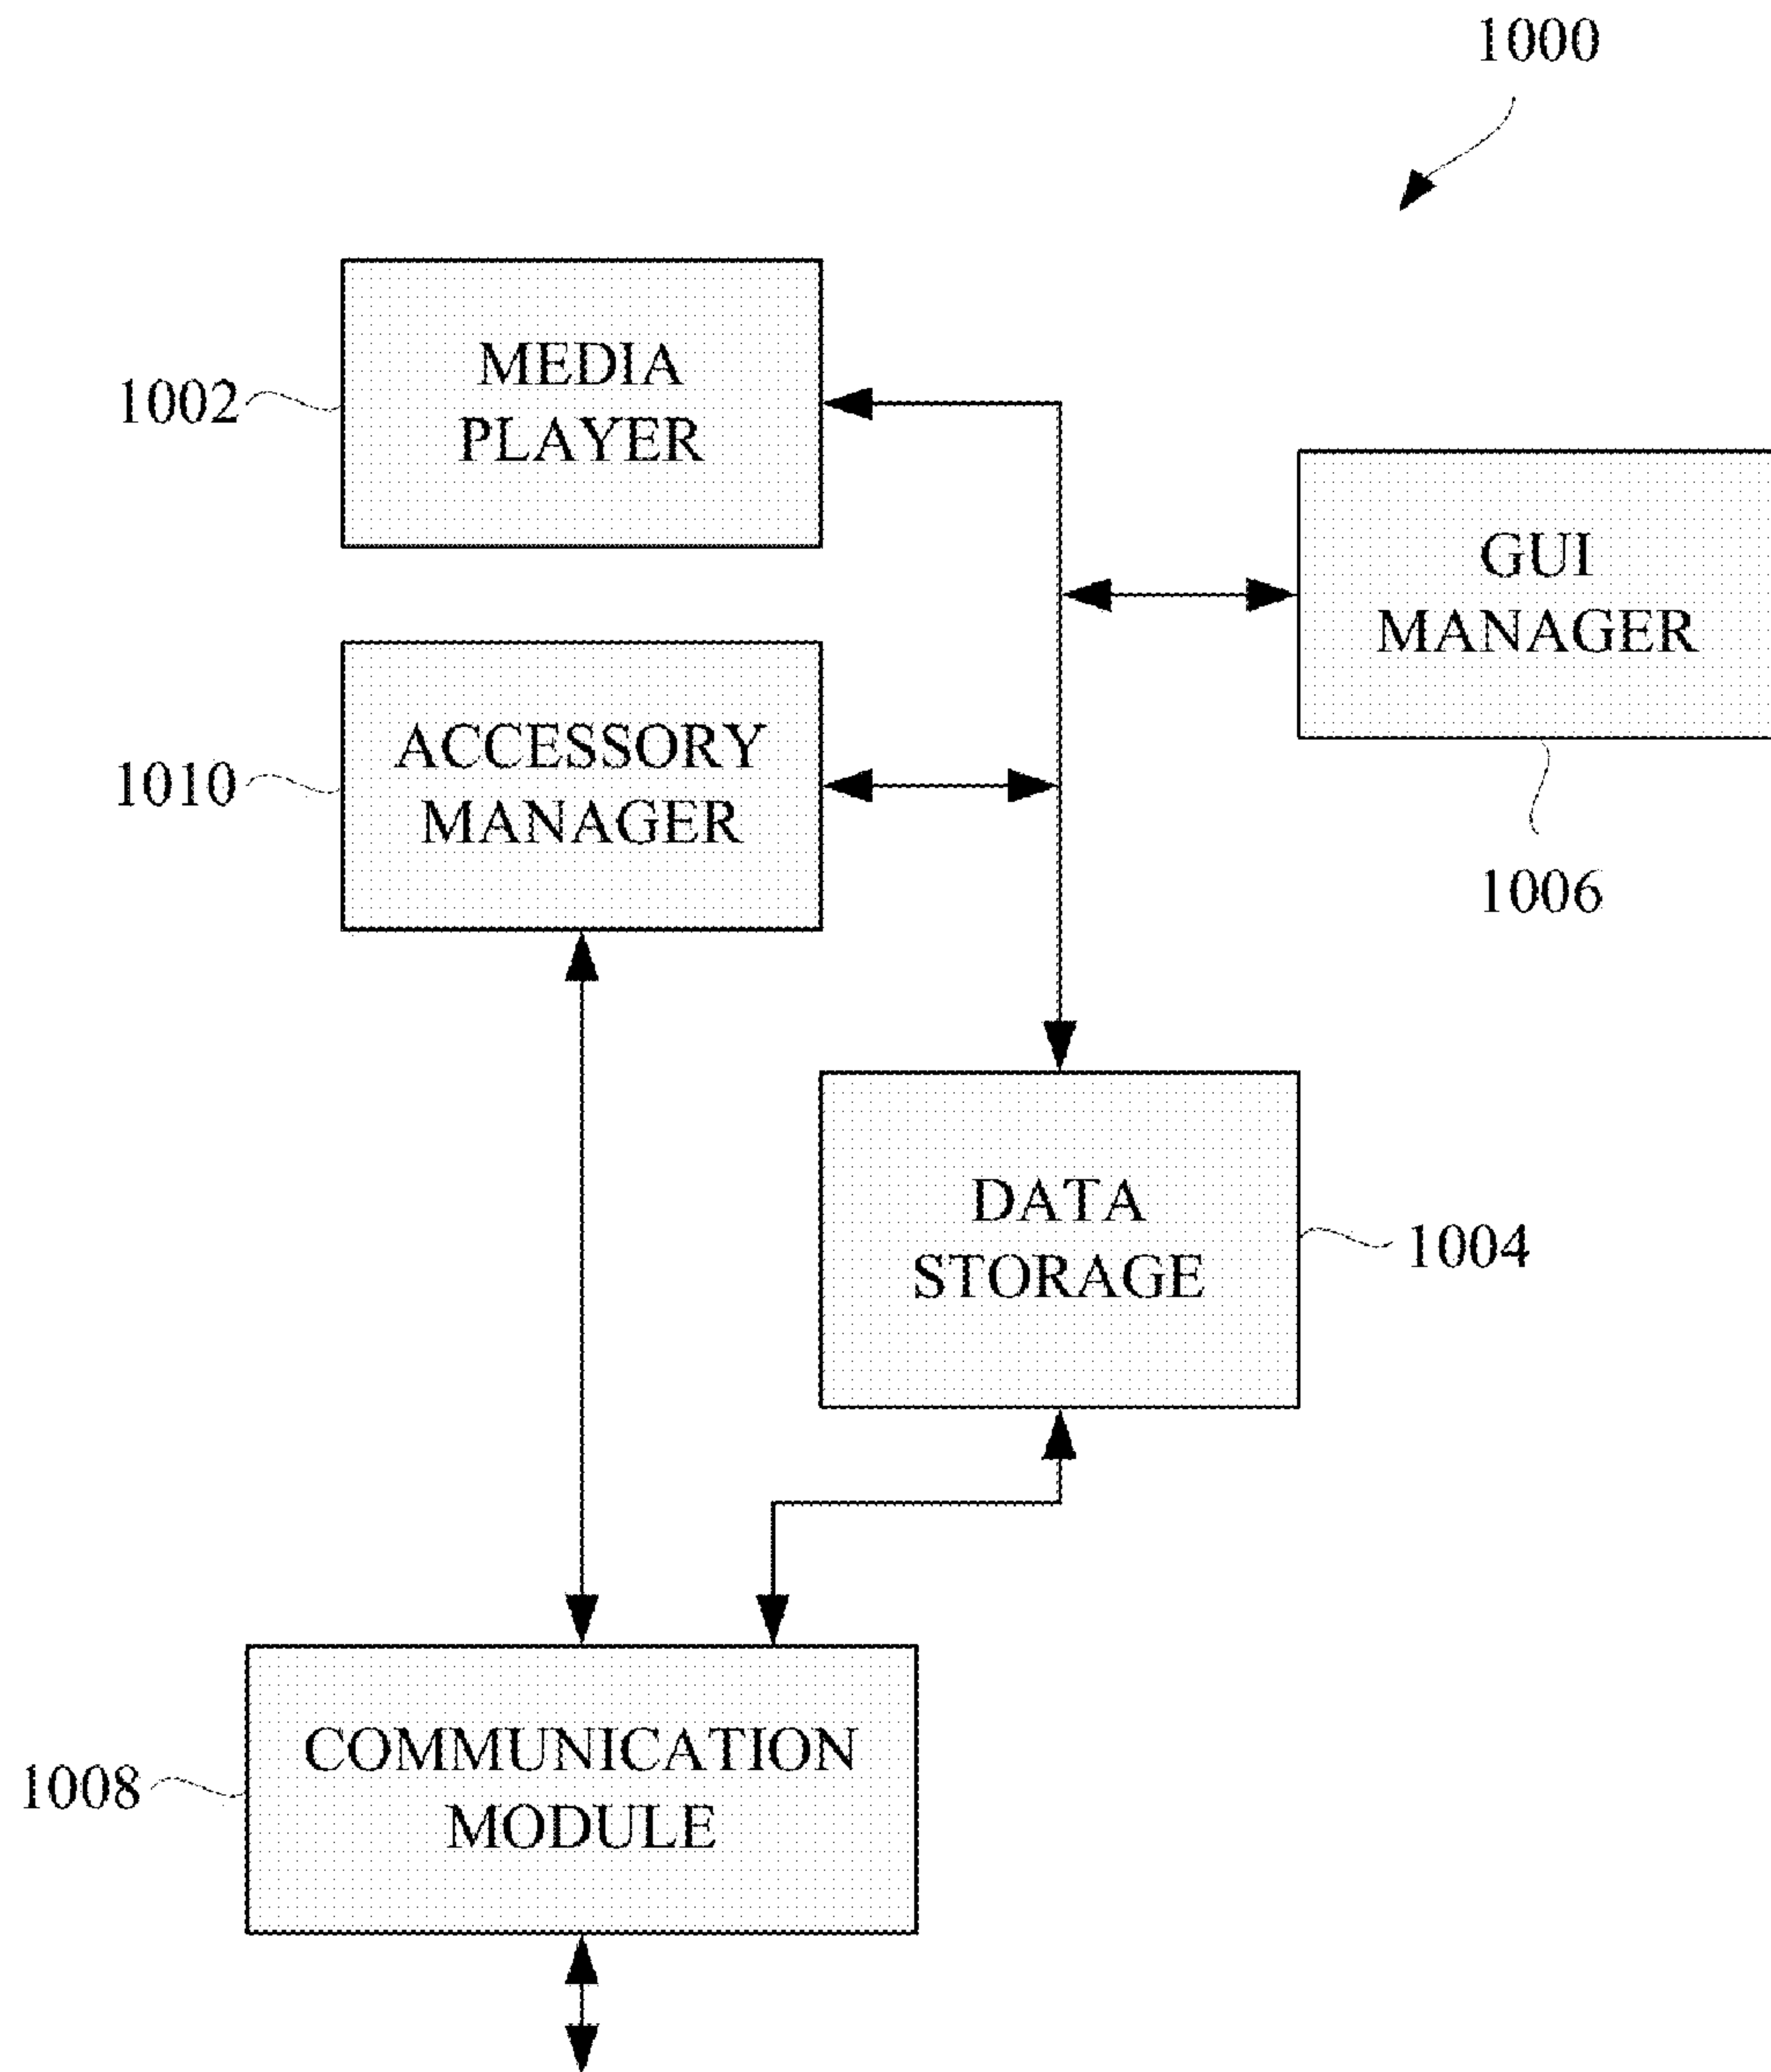 1000
MEDIA
PLAYER
1002
GUI
MANAGER
1006
ACCESSORY
MANAGER
1010
DATA
STORAGE
1004
COMMUNICATION
MODULE
1008